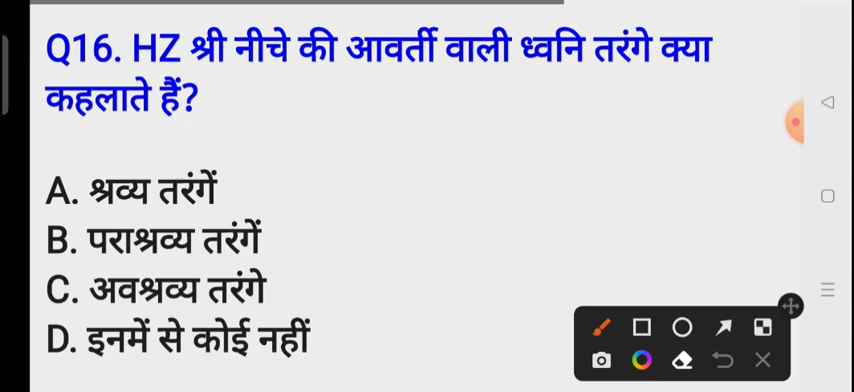 Q16. HZ श्री नीचे की आवर्ती वाली ध्वनि तरंगे क्या
कहलाते हैं?
A. श्रव्य तरंगें
B. पराश्रव्य तरंगें
C. अवश्रव्य तरंगे
D. इनमें से कोई नहीं